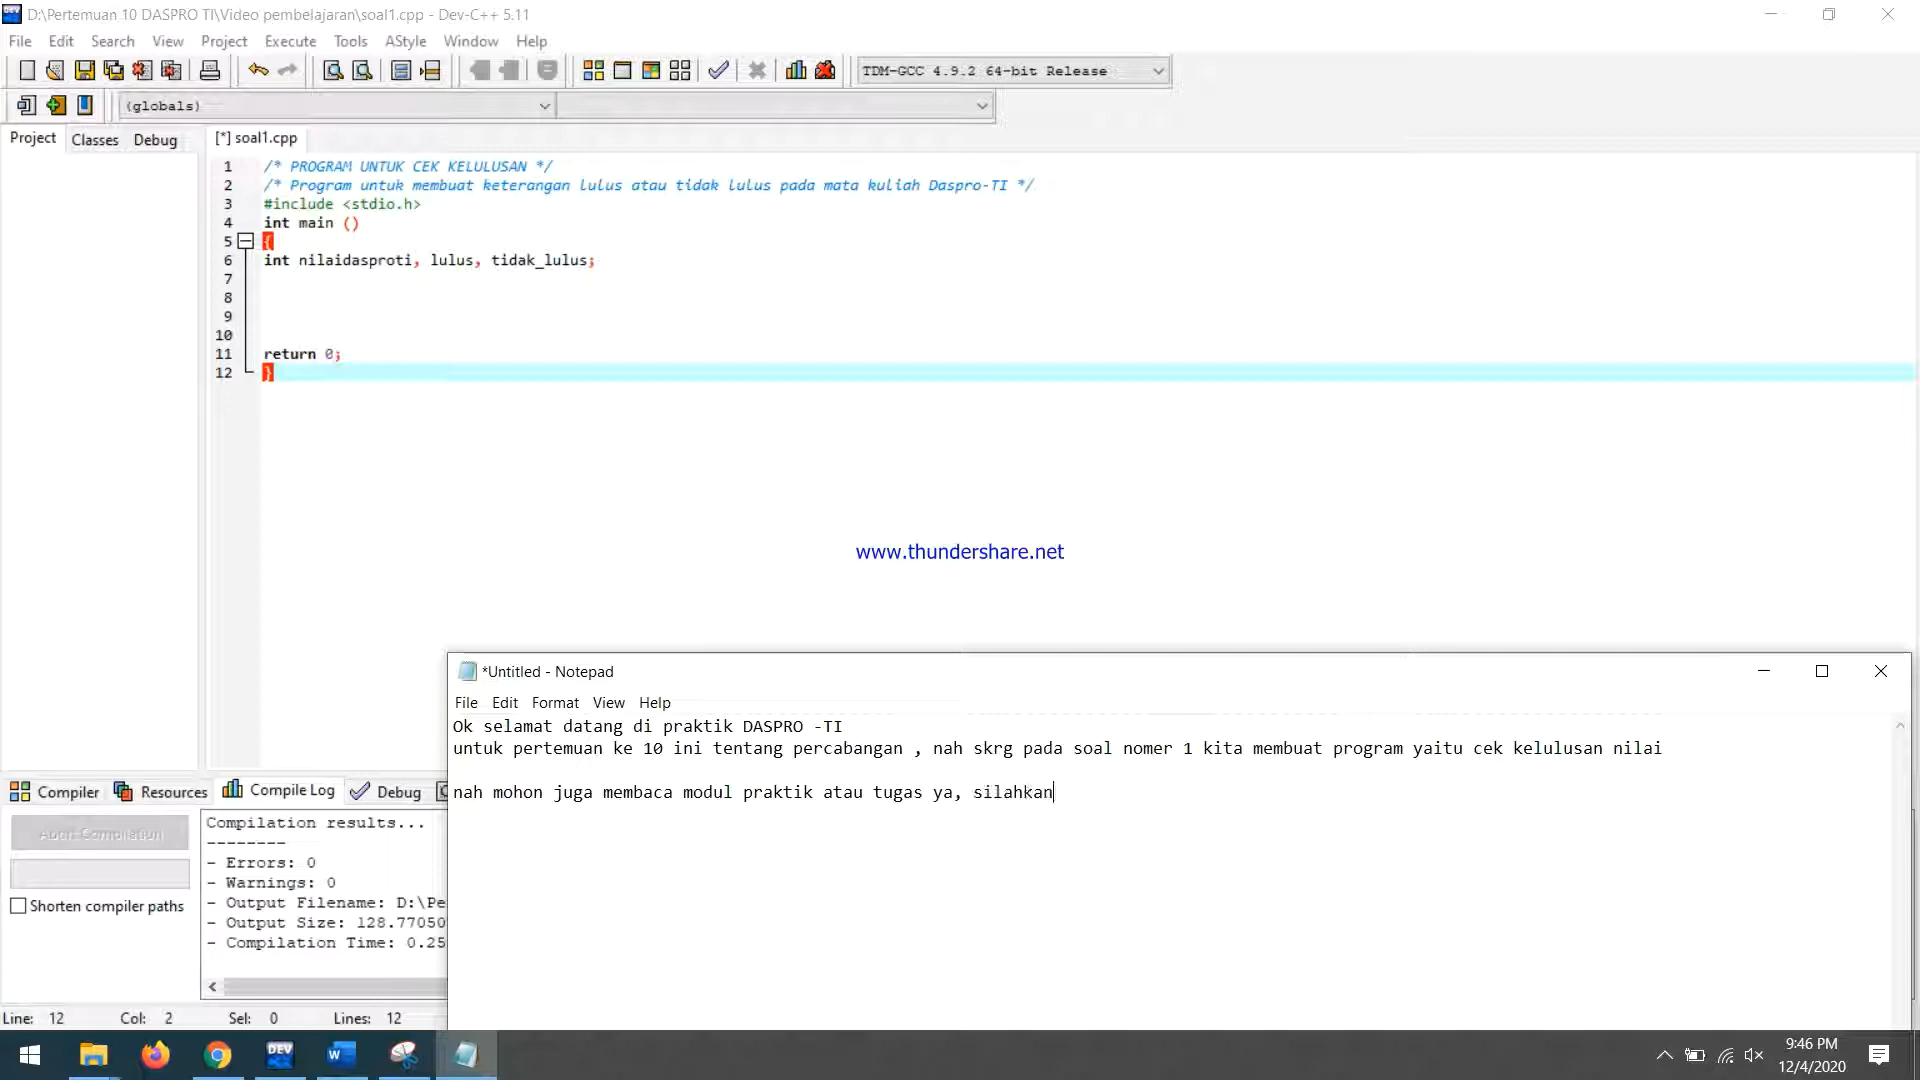 D:\Pertemuan 10 DASPRO TI\Video pembelajaran\soal1.cpp - Dev-C++ 5.11
File Edit Search View Project Execute Tools AStyle Window Help
TDM-GCC 4.9.2 64-bit Release
(globals)
Project Classes Debug
[*] soal1.cpp
1 /* PROGRAM UNTUK CEK KELULUSAN */
2 /* Program untuk membuat keterangan lulus atau tidak lulus pada mata kuliah Daspro-TI */
3 #include <stdio.h>
4 int main ()
5 {
6 int nilaidasproti, lulus, tidak_lulus;
7
8
9
10
11 return 0;
12 }
www.thundershare.net
*Untitled - Notepad
File Edit Format View Help
Ok selamat datang di praktik DASPRO -TI
untuk pertemuan ke 10 ini tentang percabangan , nah skrg pada soal nomer 1 kita membuat program yaitu cek kelulusan nilai
nah mohon juga membaca modul praktik atau tugas ya, silahkan
Compiler Resources Compile Log Debug
Abort Compilation
Shorten compiler paths
Compilation results...
--------
- Errors: 0
- Warnings: 0
- Output Filename: D:\Pe
- Output Size: 128.77050
- Compilation Time: 0.25
Line: 12 Col: 2 Sel: 0 Lines: 12
DEV
W
9:46 PM
12/4/2020